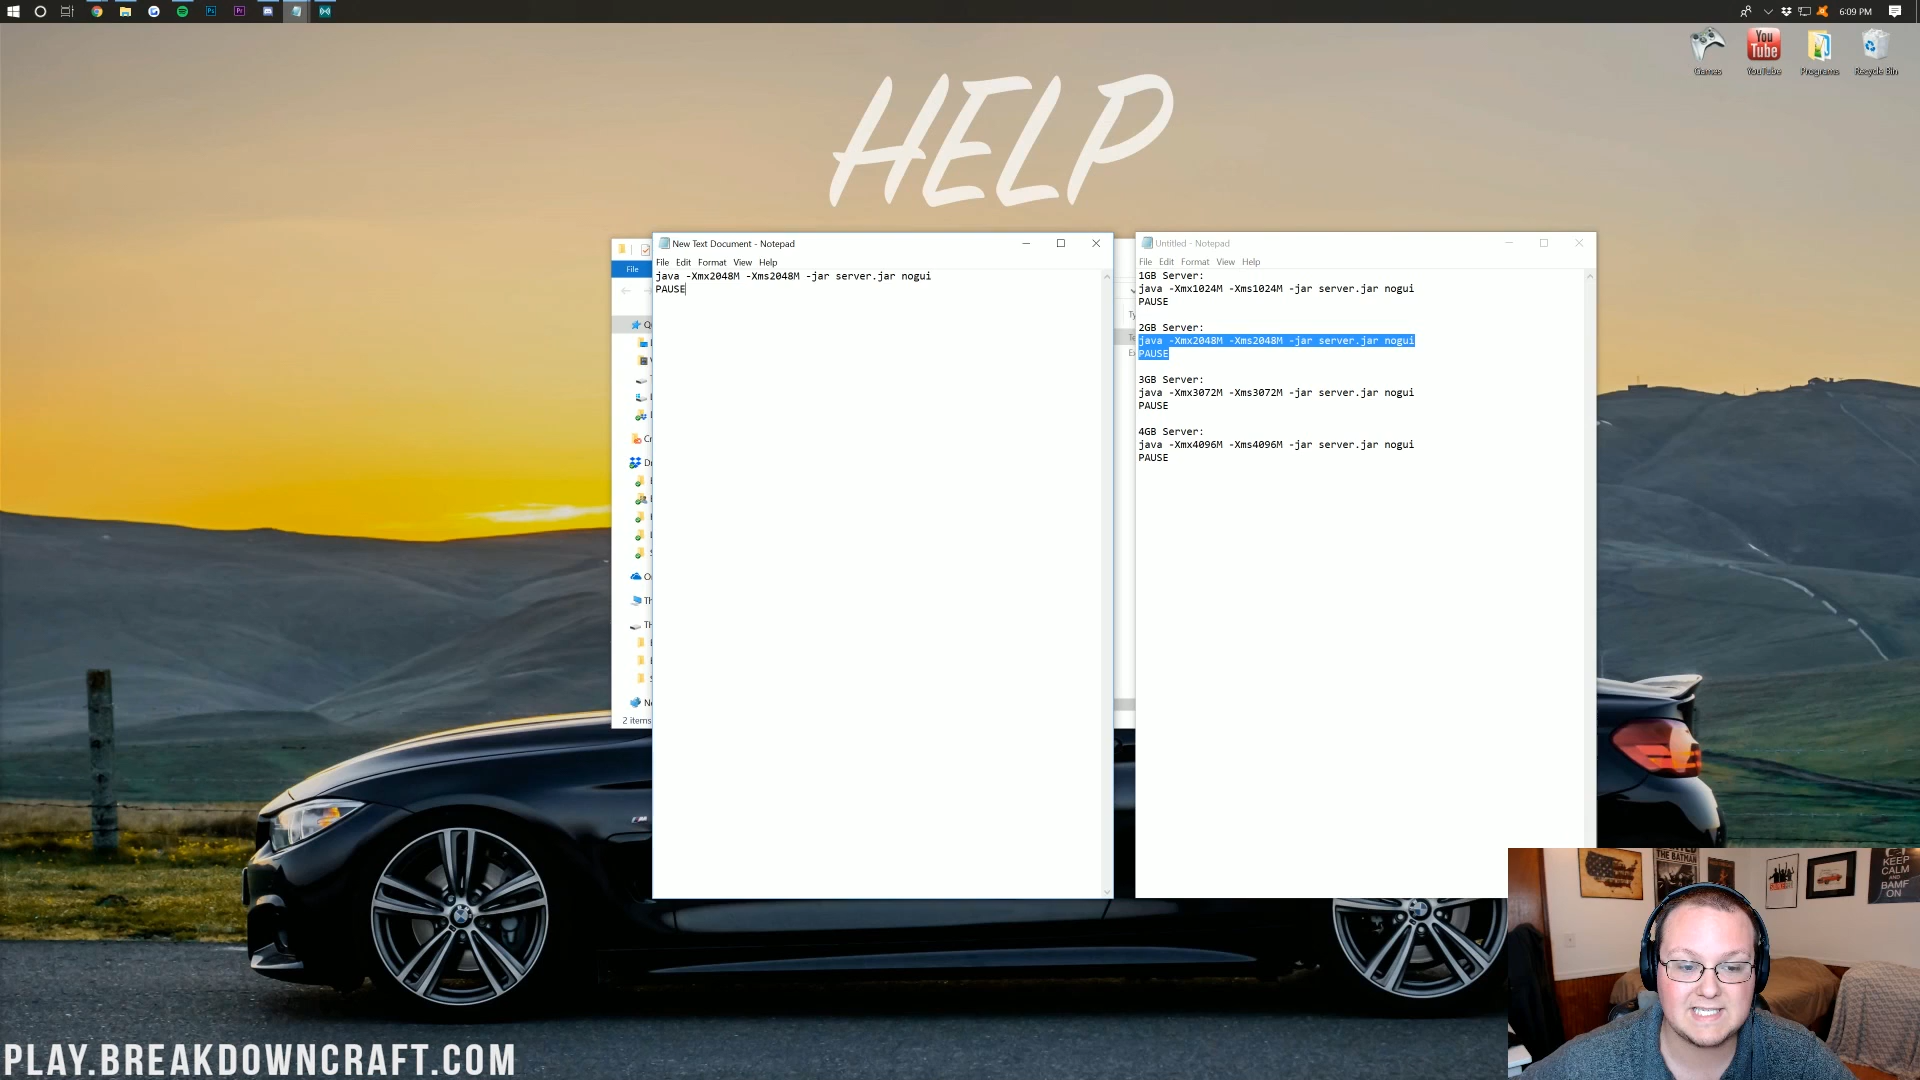 6:09 PM
Games
YouTube
Programs
Recycle Bin
You
Tube
HELP
New Text Document - Notepad
File Edit Format View Help
java -Xmx2048M -Xms2048M -jar server.jar nogui
PAUSE
File
2 items
Untitled - Notepad
File Edit Format View Help
1GB Server:
java -Xmx1024M -Xms1024M -jar server.jar nogui
PAUSE
2GB Server:
java -Xmx2048M -Xms2048M -jar server.jar nogui
PAUSE
3GB Server:
java -Xmx3072M -Xms3072M -jar server.jar nogui
PAUSE
4GB Server:
java -Xmx4096M -Xms4096M -jar server.jar nogui
PAUSE
THE BATMAN
KEEP
CALM
AND
BAMF
ON
PLAY.BREAKDOWNCRAFT.COM